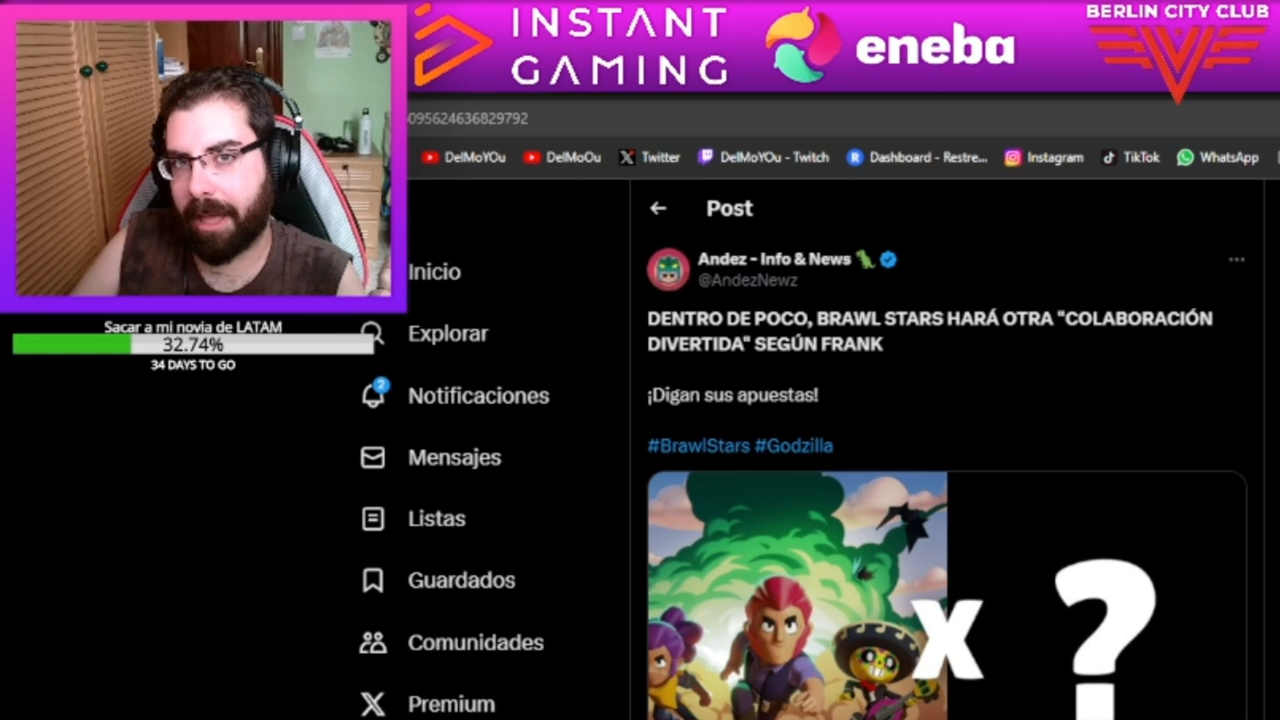 INSTANT
GAMING
eneba
BERLIN CITY CLUB
095624636829792
DelMoYOu
DelMoOu
Twitter
DelMoYOu - Twitch
Dashboard - Restre...
Instagram
TikTok
WhatsApp
Sacar a mi novia de LATAM
32.74%
34 DAYS TO GO
Inicio
Explorar
2
Notificaciones
Mensajes
Listas
Guardados
Comunidades
Premium
Post
Andez - Info & News
@AndezNewz
DENTRO DE POCO, BRAWL STARS HARÁ OTRA "COLABORACIÓN
DIVERTIDA" SEGÚN FRANK
¡Digan sus apuestas!
#BrawlStars #Godzilla
x ?